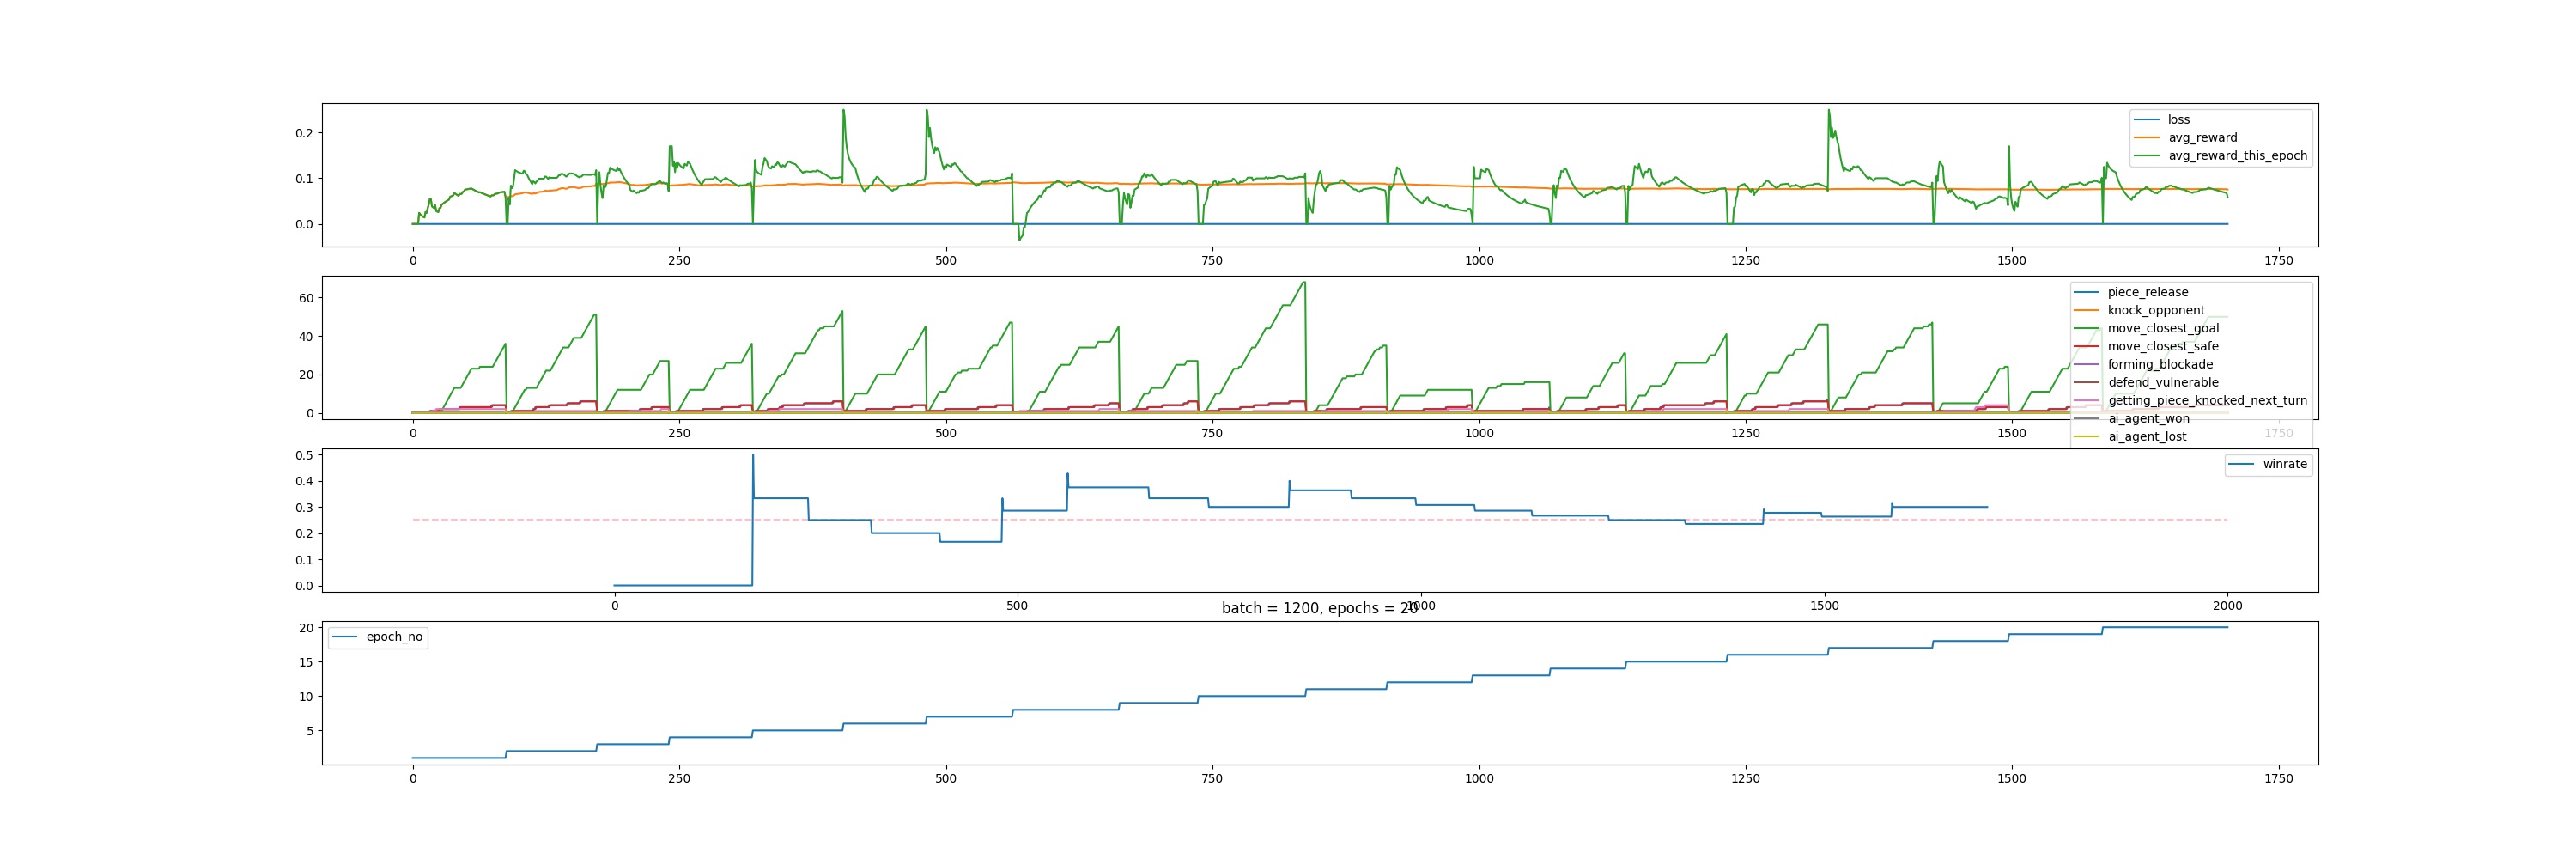 0.2
0.1
0.0
loss
avg_reward
avg_reward_this_epoch
0 250 500 750 1000 1250 1500 1750
60
40
20
0
piece_release
knock_opponent
move_closest_goal
move_closest_safe
forming_blockade
defend_vulnerable
getting_piece_knocked_next_turn
ai_agent_won
ai_agent_lost
0 250 500 750 1000 1250 1500 1750
0.5
0.4
0.3
0.2
0.1
0.0
winrate
0 500 1000 1500 2000
batch = 1200, epochs = 20
20
15
10
5
epoch_no
0 250 500 750 1000 1250 1500 1750